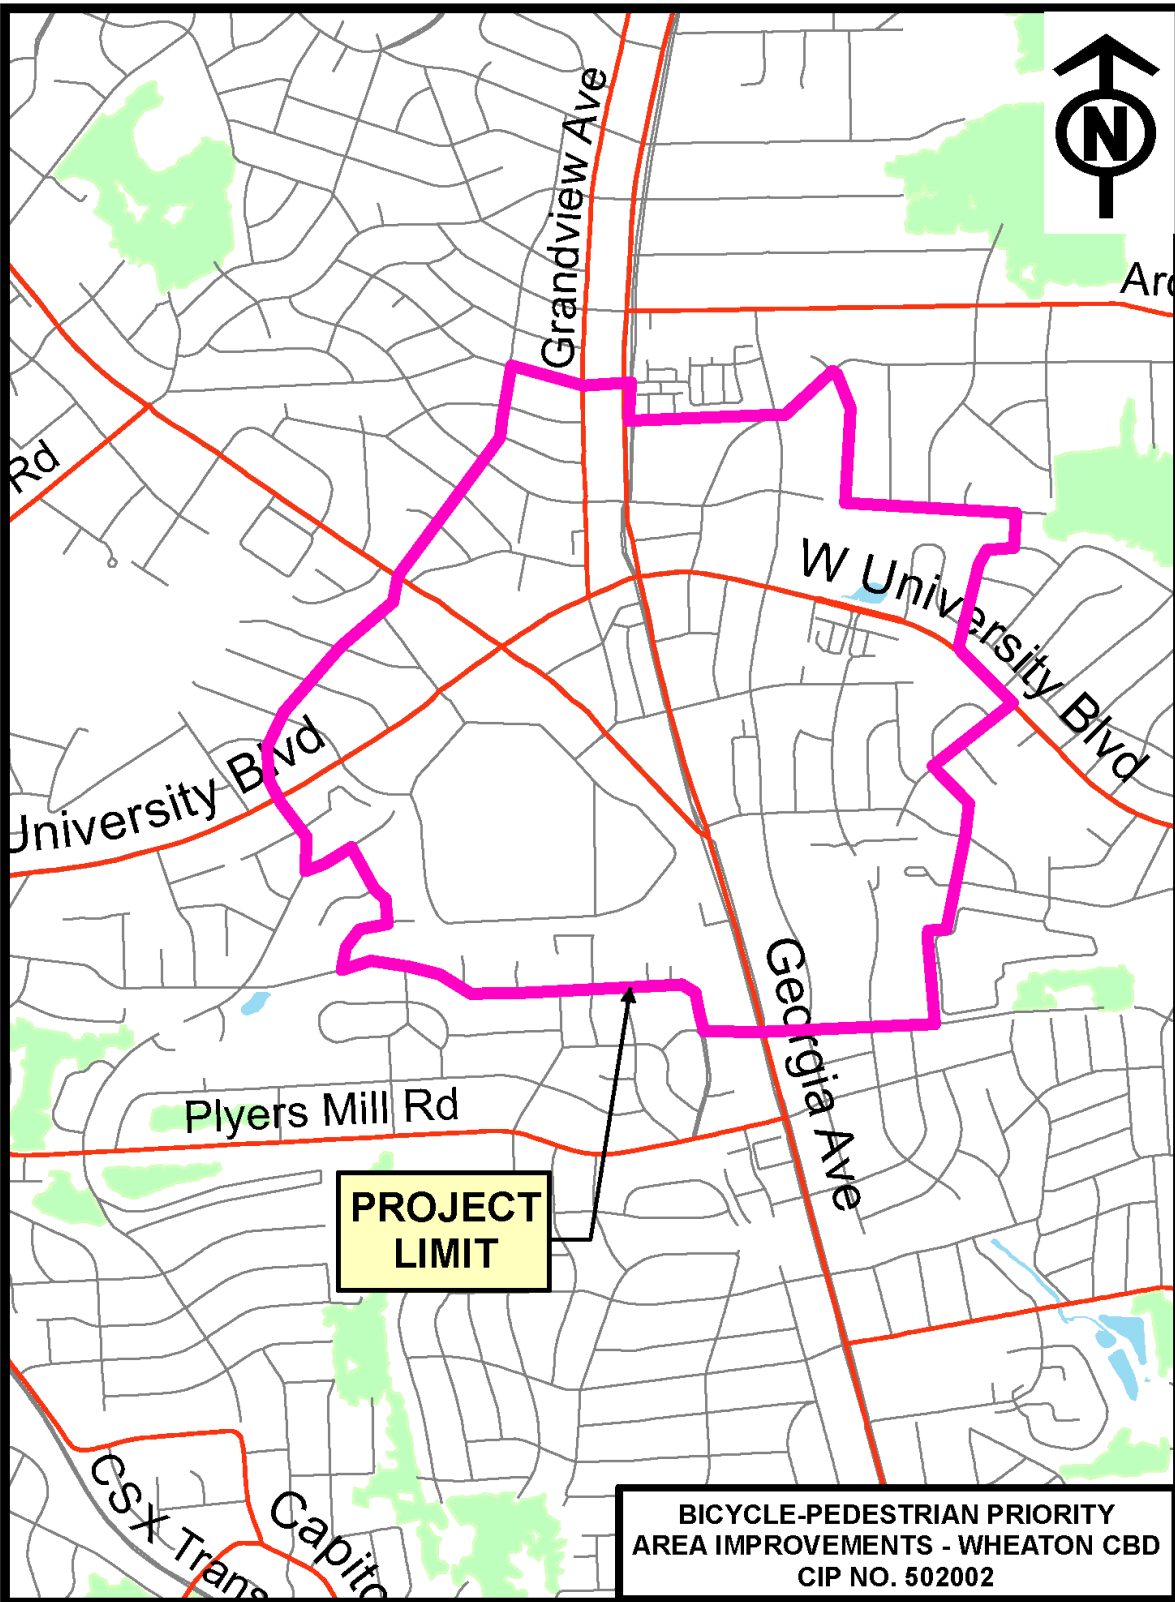 N
Grandview Ave
Arc
Rd
W University Blvd
University Blvd
Georgia Ave
Plyers Mill Rd
PROJECT
LIMIT
CSX Trans
Capito
BICYCLE-PEDESTRIAN PRIORITY
AREA IMPROVEMENTS - WHEATON CBD
CIP NO. 502002